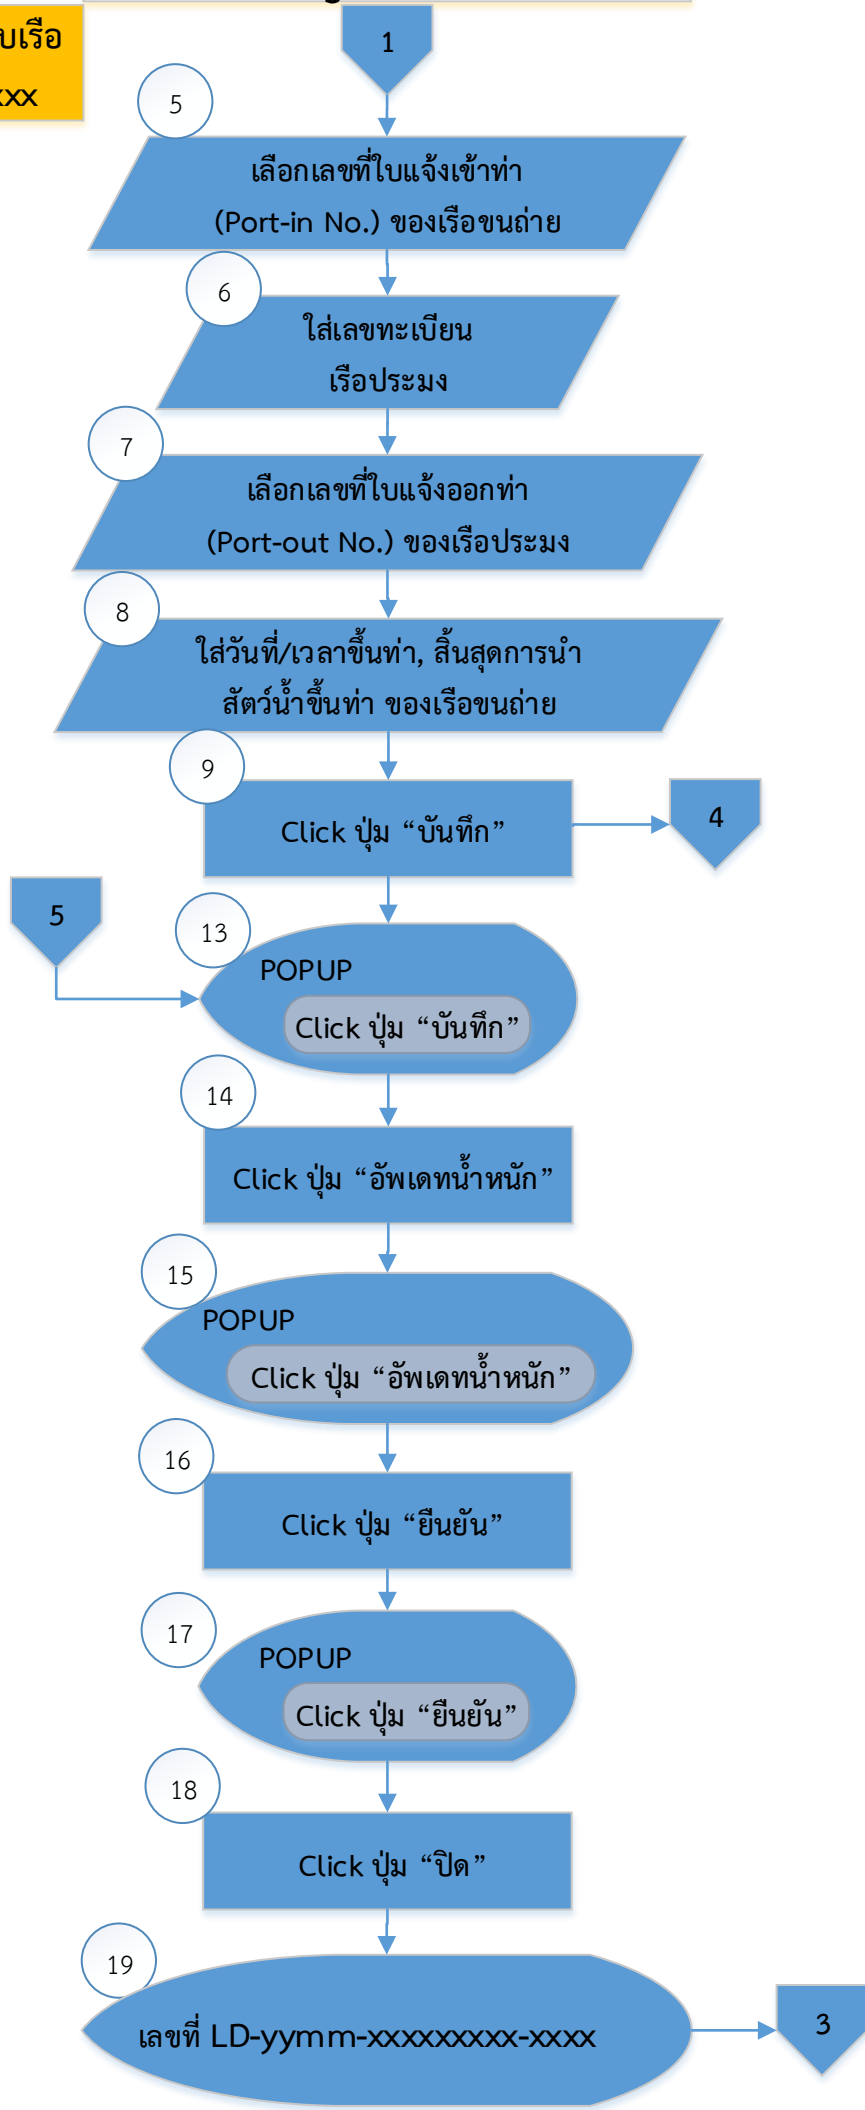 บเรือ
xx
1
5
เลือกเลขที่ใบแจ้งเข้าท่า
(Port-in No.) ของเรือขนถ่าย
6
ใส่เลขทะเบียน
เรือประมง
7
เลือกเลขที่ใบแจ้งออกท่า
(Port-out No.) ของเรือประมง
8
ใส่วันที่/เวลาขึ้นท่า, สิ้นสุดการนำ
สัตว์น้ำขึ้นท่า ของเรือขนถ่าย
9
Click ปุ่ม “บันทึก”
4
5
13
POPUP
Click ปุ่ม “บันทึก”
14
Click ปุ่ม “อัพเดทน้ำหนัก”
15
POPUP
Click ปุ่ม “อัพเดทน้ำหนัก”
16
Click ปุ่ม “ยืนยัน”
17
POPUP
Click ปุ่ม “ยืนยัน”
18
Click ปุ่ม “ปิด”
19
เลขที่ LD-yymm-xxxxxxxxx-xxxx
3